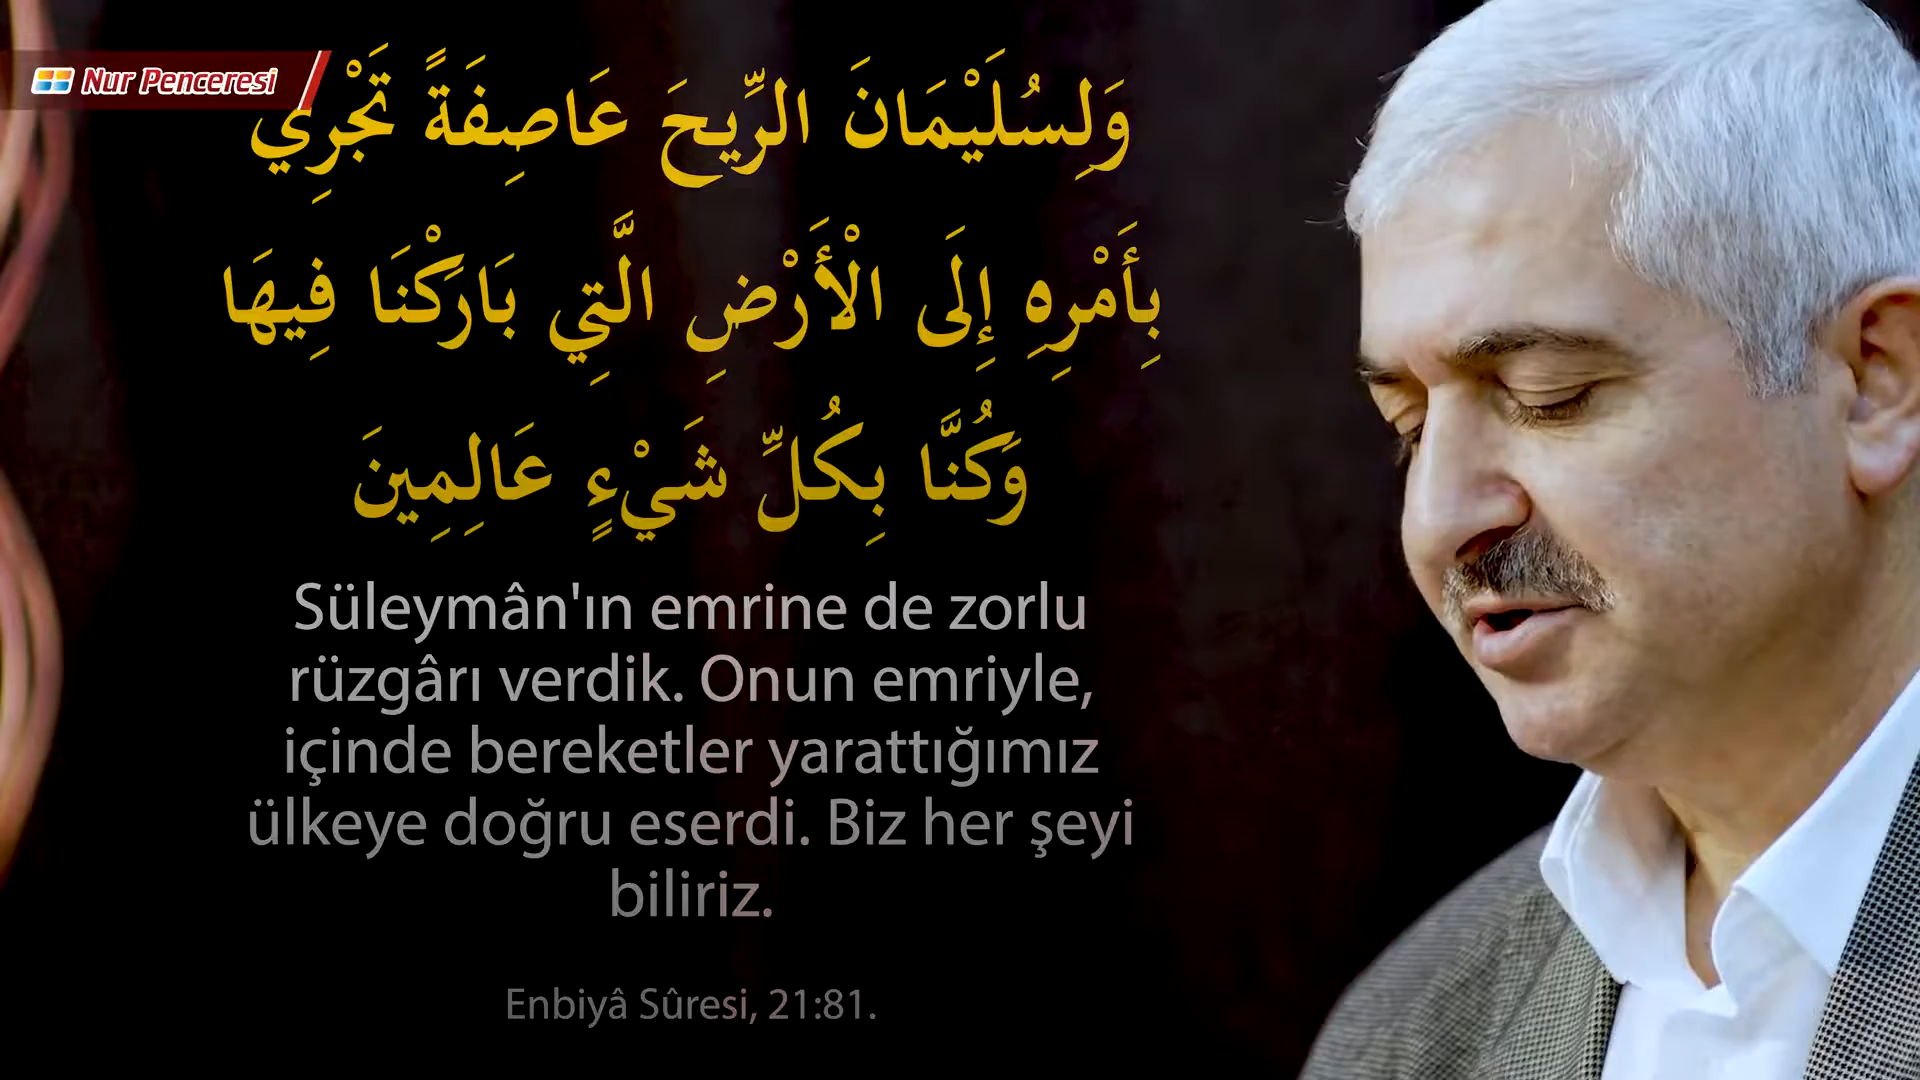 Nur Penceresi
وَلِسُلَيْمَانَ الرِّيحَ عَاصِفَةً تَجْرِي
بِأَمْرِهِ إِلَى الْأَرْضِ الَّتِي بَارَكْنَا فِيهَا
وَكُنَّا بِكُلِّ شَيْءٍ عَالِمِينَ
Süleymân'ın emrine de zorlu
rüzgârı verdik. Onun emriyle,
içinde bereketler yarattığımız
ülkeye doğru eserdi. Biz her şeyi
biliriz.
Enbiyâ Sûresi, 21:81.